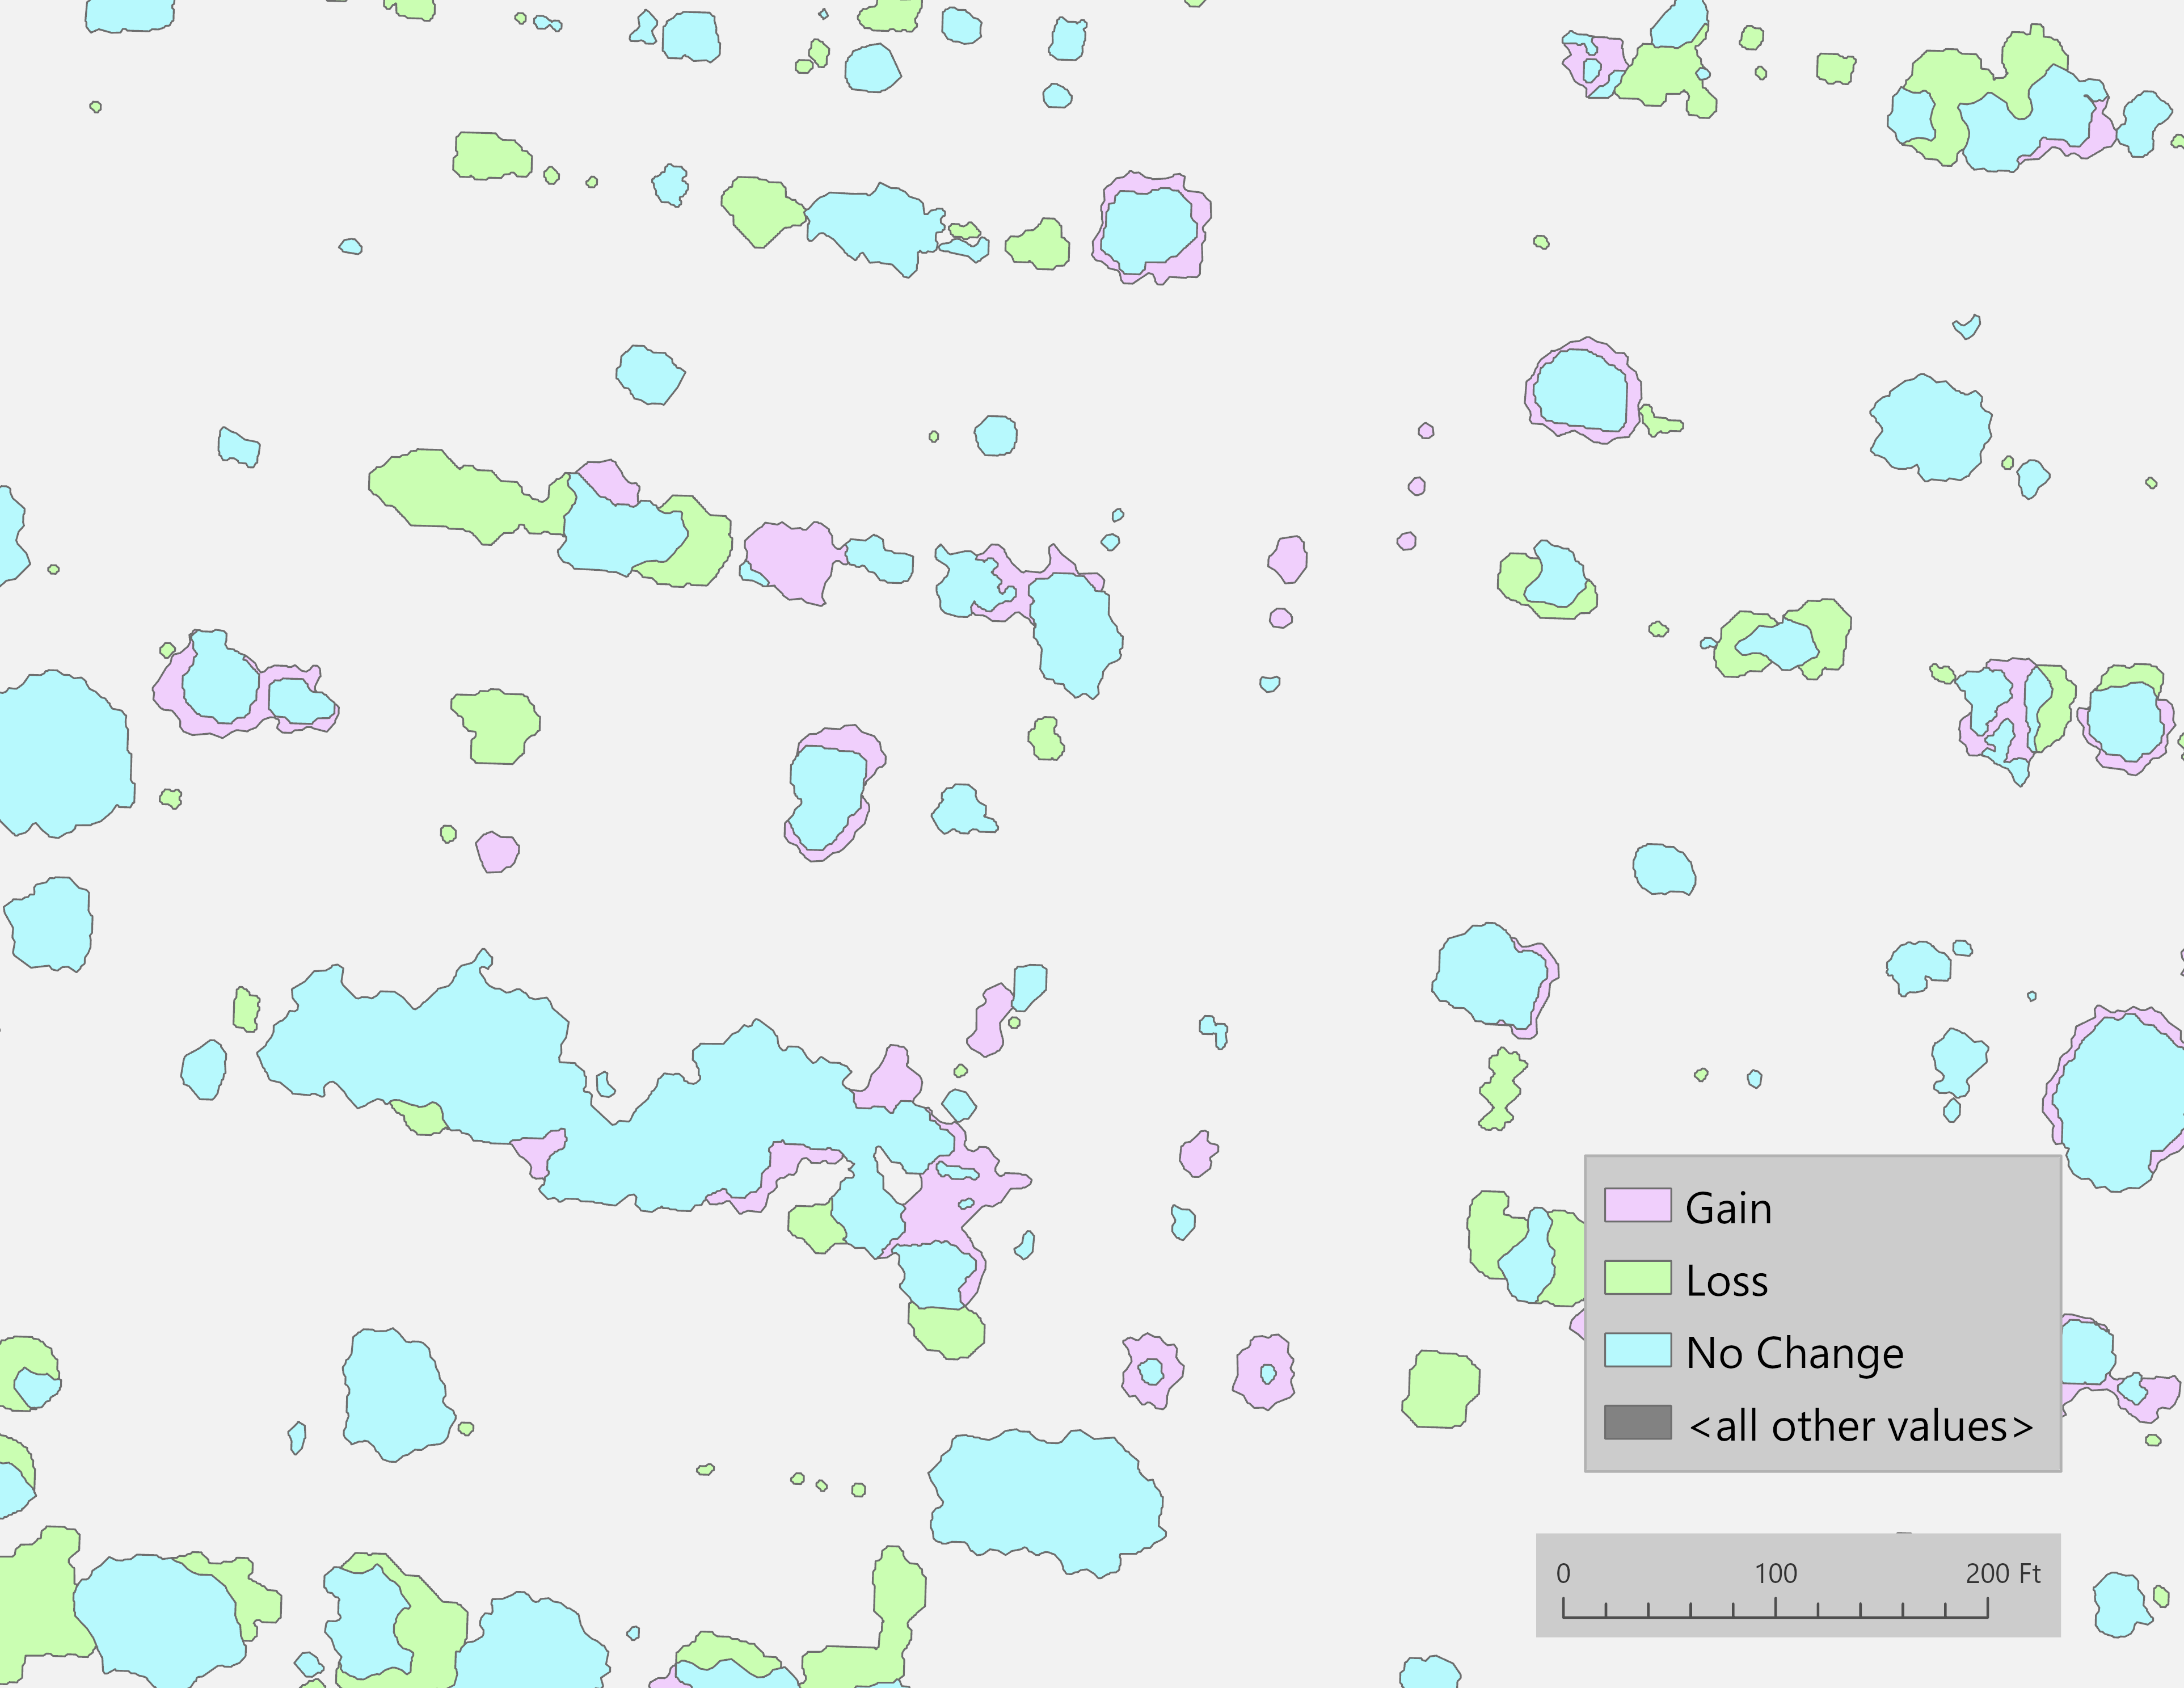 Gain
Loss
No Change
<all other values>
0 100 200 Ft